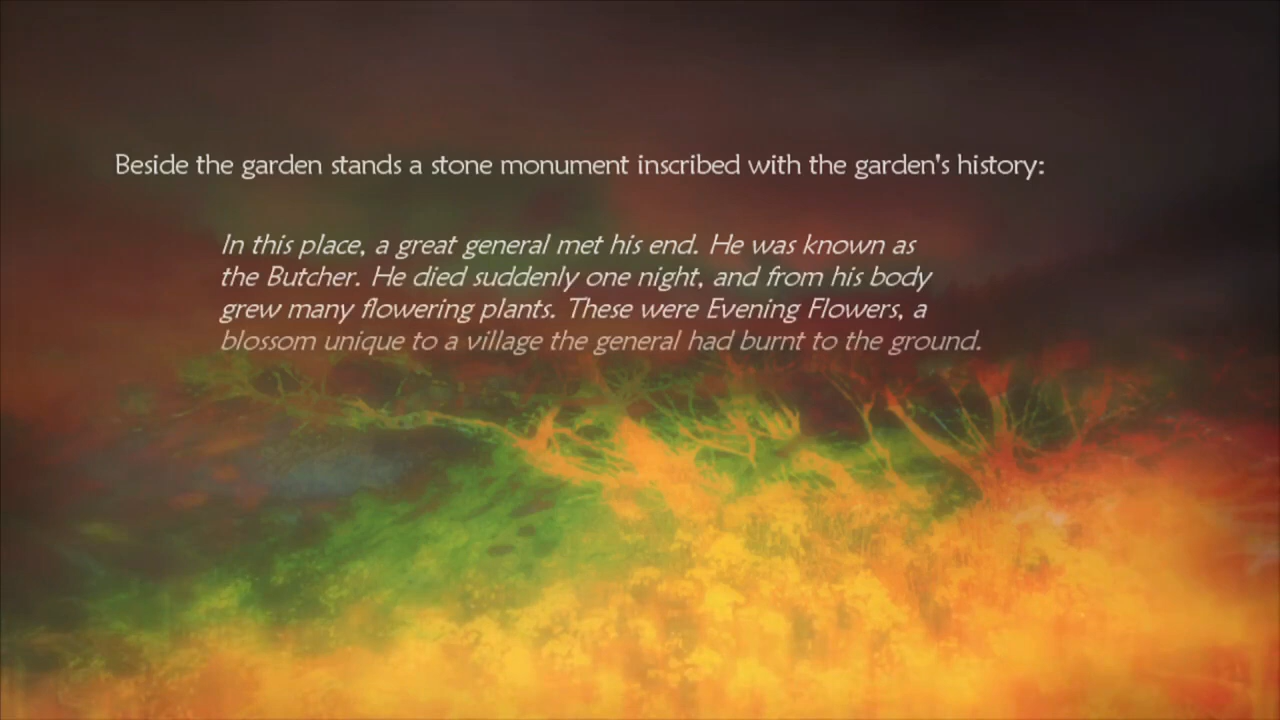 Beside the garden stands a stone monument inscribed with the garden's history:
In this place, a great general met his end. He was known as
the Butcher. He died suddenly one night, and from his body
grew many flowering plants. These were Evening Flowers, a
blossom unique to a village the general had burnt to the ground.